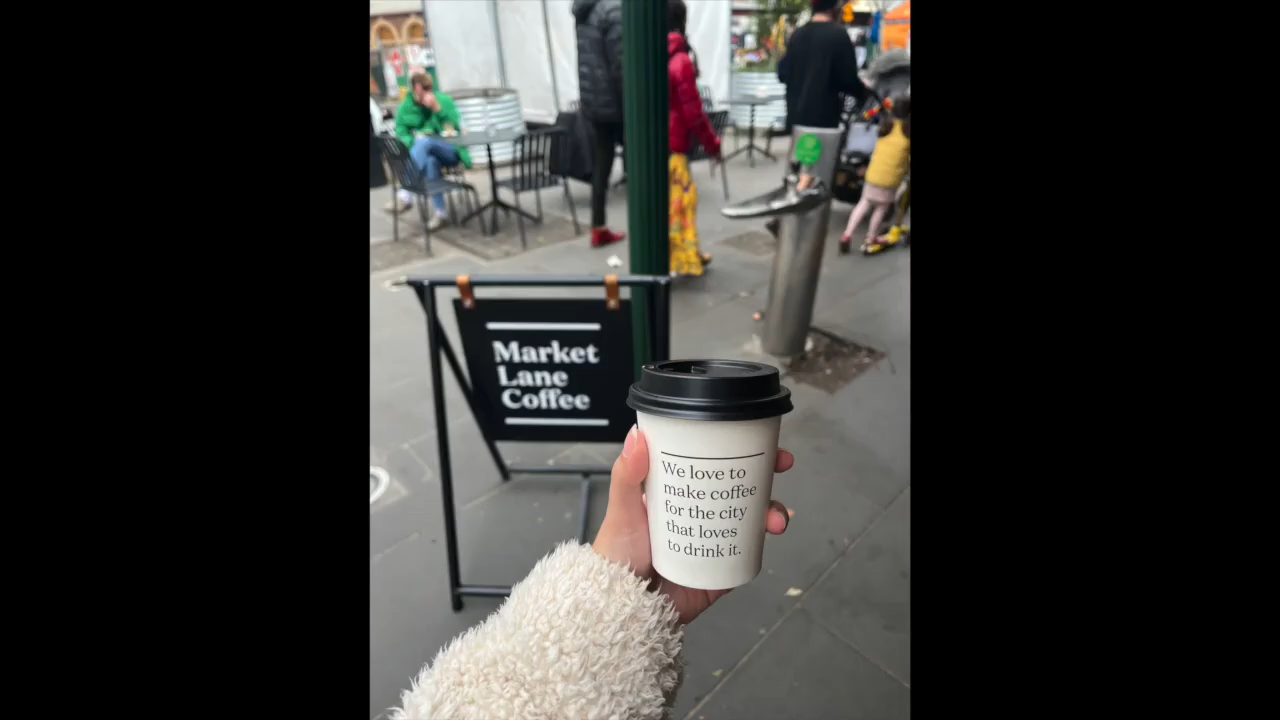 Market
Lane
Coffee
We love to
make coffee
for the city
that loves
to drink it.